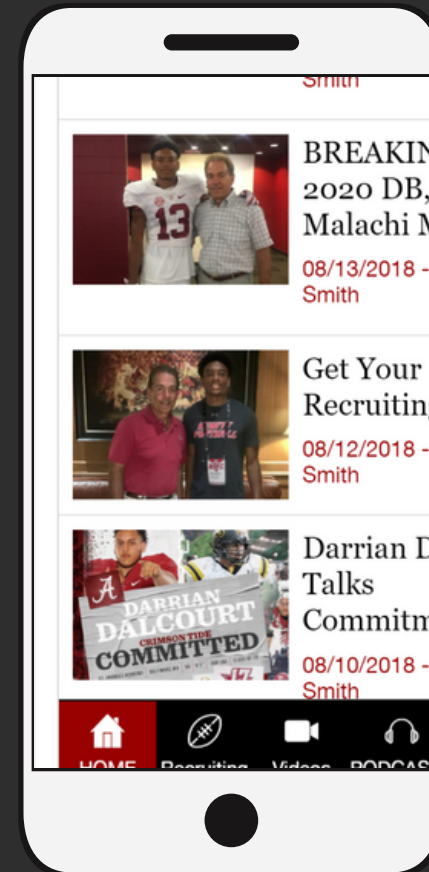 Smith
BREAKIN
2020 DB,
Malachi M
08/13/2018 -
Smith
13
Get Your
Recruiting
08/12/2018 -
Smith
Darrian D
Talks
Commitm
08/10/2018 -
Smith
A
DARRIAN
DALCOURT
CRIMSON TIDE
COMMITTED
17
HOME
Recruiting
Videos
PODCAS